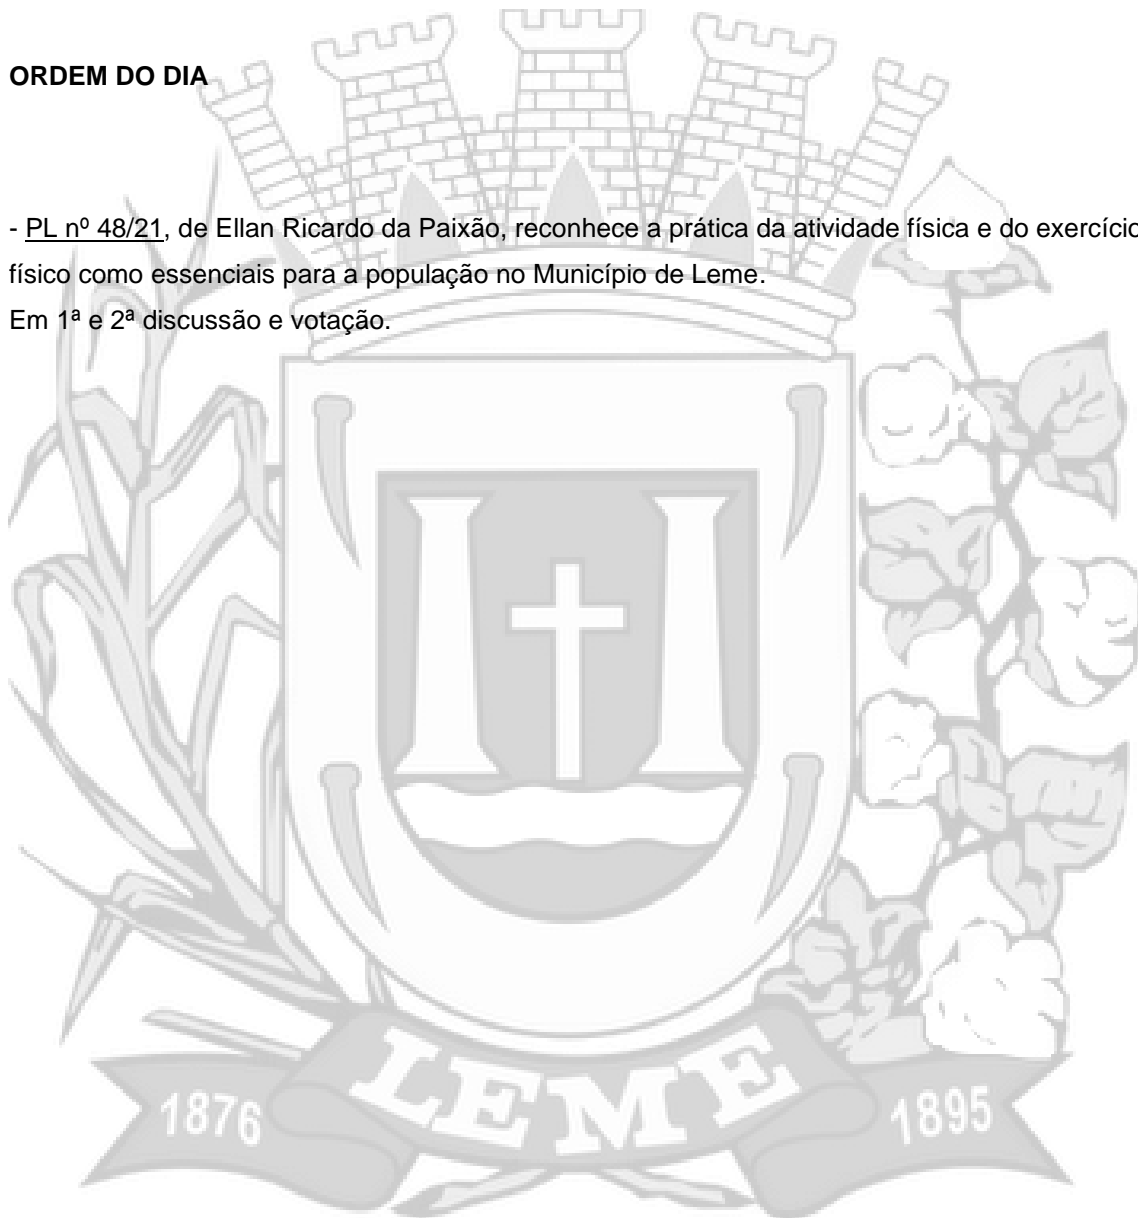 ORDEM DO DIA
- PL nº 48/21, de Ellan Ricardo da Paixão, reconhece a prática da atividade física e do exercício
físico como essenciais para a população no Município de Leme.
Em 1ª e 2ª discussão e votação.
1876 LEME 1895